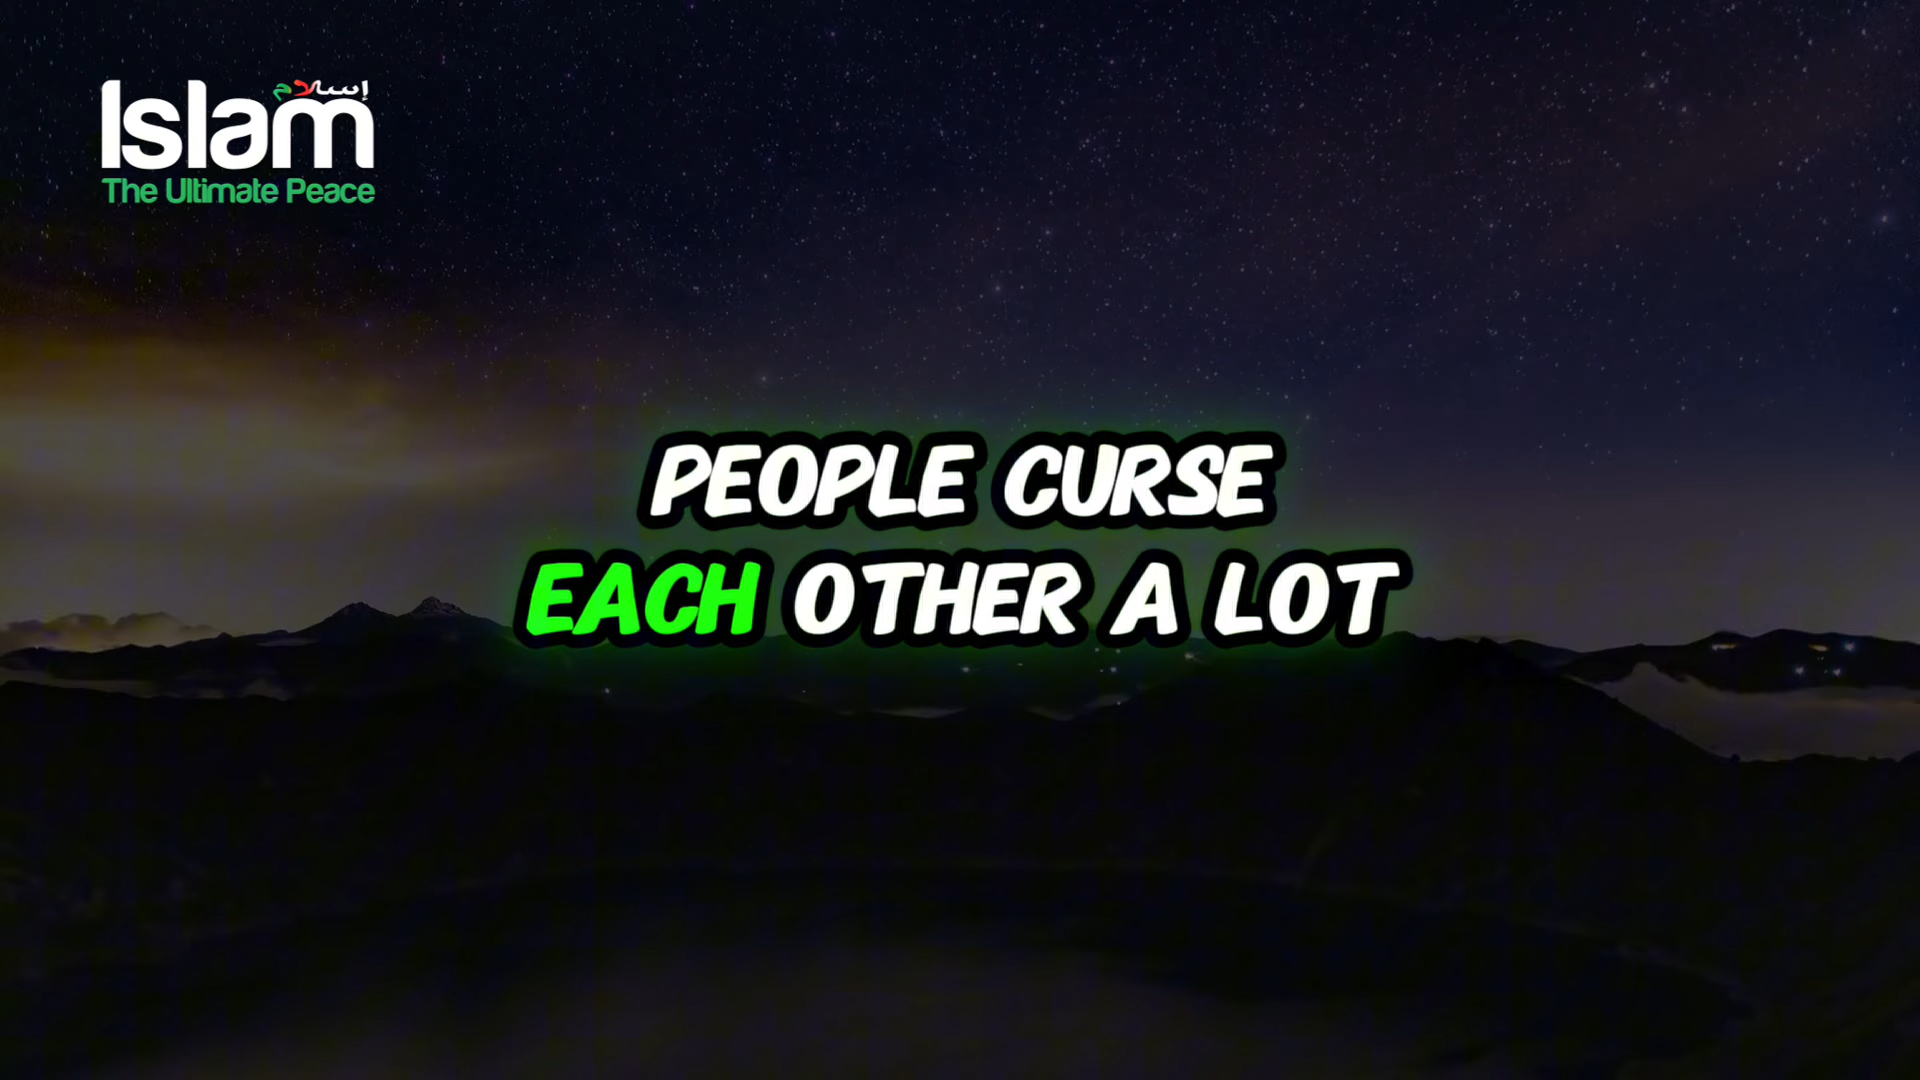 إسلام
Islam
The Ultimate Peace
PEOPLE CURSE
EACH OTHER A LOT